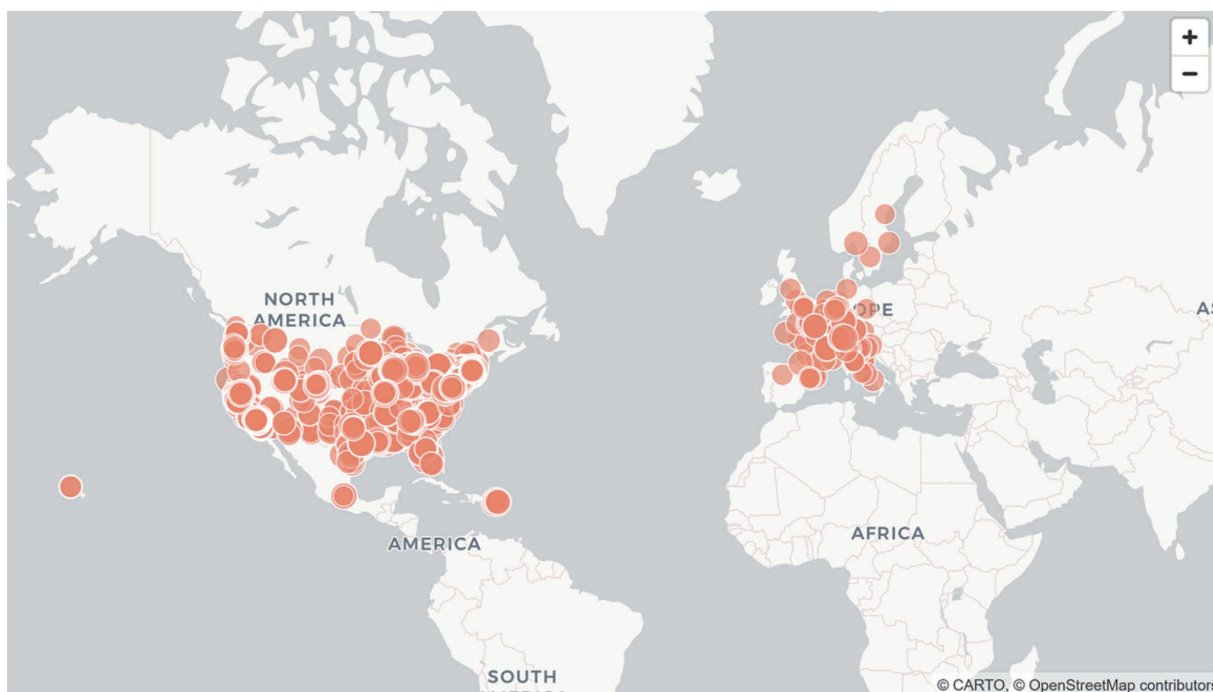 +
−
NORTH
AMERICA
OPE
AS
AFRICA
AMERICA
SOUTH
© CARTO, © OpenStreetMap contributors